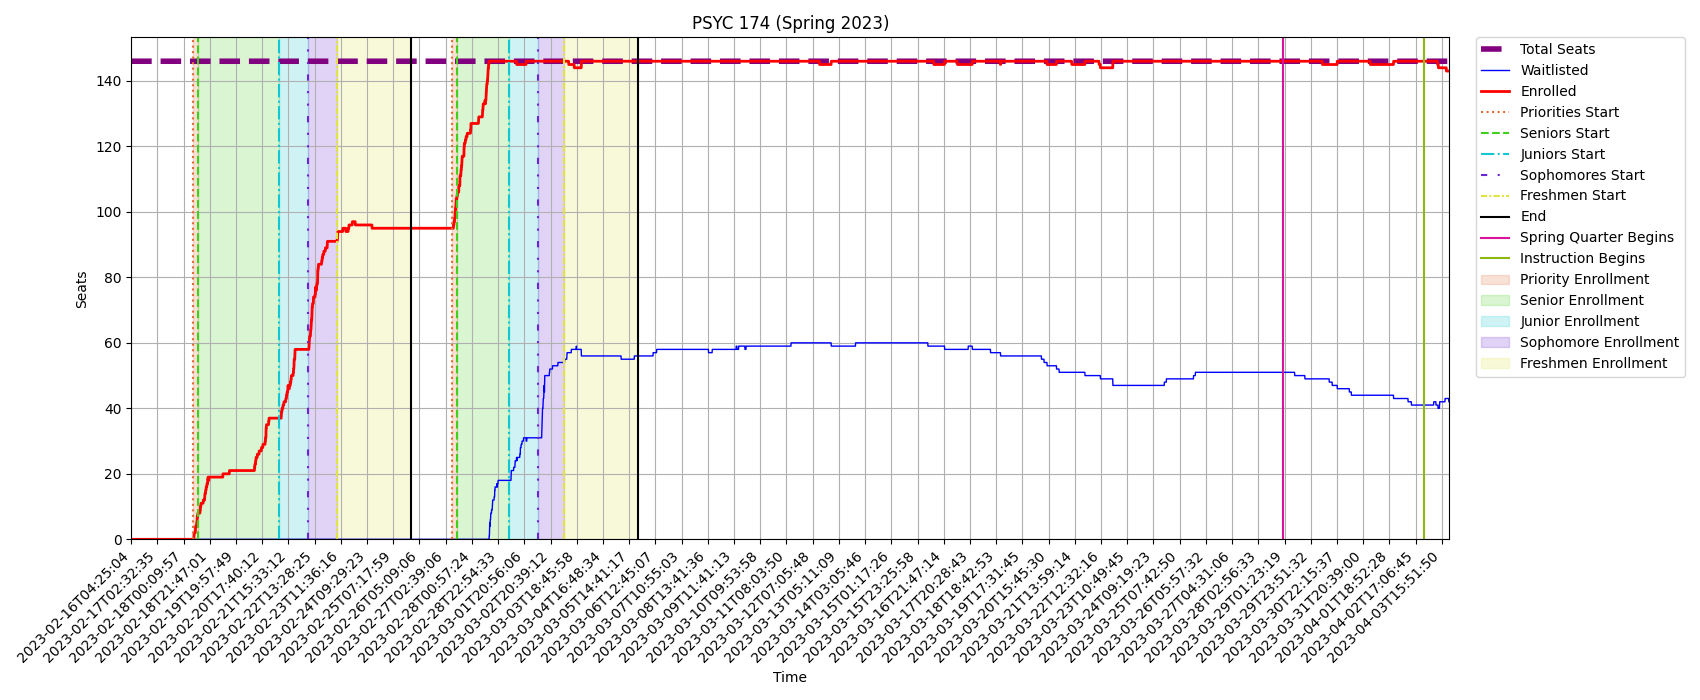 PSYC 174 (Spring 2023)
Seats
140
120
100
80
60
40
20
0
2023-02-16T04:25:04
2023-02-17T02:32:35
2023-02-18T00:09:57
2023-02-18T21:47:01
2023-02-19T19:57:49
2023-02-20T17:40:12
2023-02-21T15:33:12
2023-02-22T13:28:25
2023-02-23T11:36:16
2023-02-24T09:29:23
2023-02-25T07:17:59
2023-02-26T05:09:06
2023-02-27T02:39:06
2023-02-28T00:57:24
2023-02-28T22:54:33
2023-03-01T20:56:06
2023-03-02T20:39:12
2023-03-03T18:45:58
2023-03-04T16:48:34
2023-03-05T14:41:17
2023-03-06T12:45:07
2023-03-07T10:55:03
2023-03-08T13:41:36
2023-03-09T11:41:13
2023-03-10T09:53:58
2023-03-11T08:03:50
2023-03-12T07:05:48
2023-03-13T05:11:09
2023-03-14T03:05:46
2023-03-15T01:17:26
2023-03-15T23:25:58
2023-03-16T21:47:14
2023-03-17T20:28:43
2023-03-18T18:42:53
2023-03-19T17:31:45
2023-03-20T15:45:30
2023-03-21T13:59:14
2023-03-22T12:32:16
2023-03-23T10:49:45
2023-03-24T09:19:23
2023-03-25T07:42:50
2023-03-26T05:57:32
2023-03-27T04:31:06
2023-03-28T02:56:33
2023-03-29T01:23:19
2023-03-29T23:51:32
2023-03-30T22:15:37
2023-03-31T20:39:00
2023-04-01T18:52:28
2023-04-02T17:06:45
2023-04-03T15:51:50
Time
Total Seats
Waitlisted
Enrolled
Priorities Start
Seniors Start
Juniors Start
Sophomores Start
Freshmen Start
End
Spring Quarter Begins
Instruction Begins
Priority Enrollment
Senior Enrollment
Junior Enrollment
Sophomore Enrollment
Freshmen Enrollment